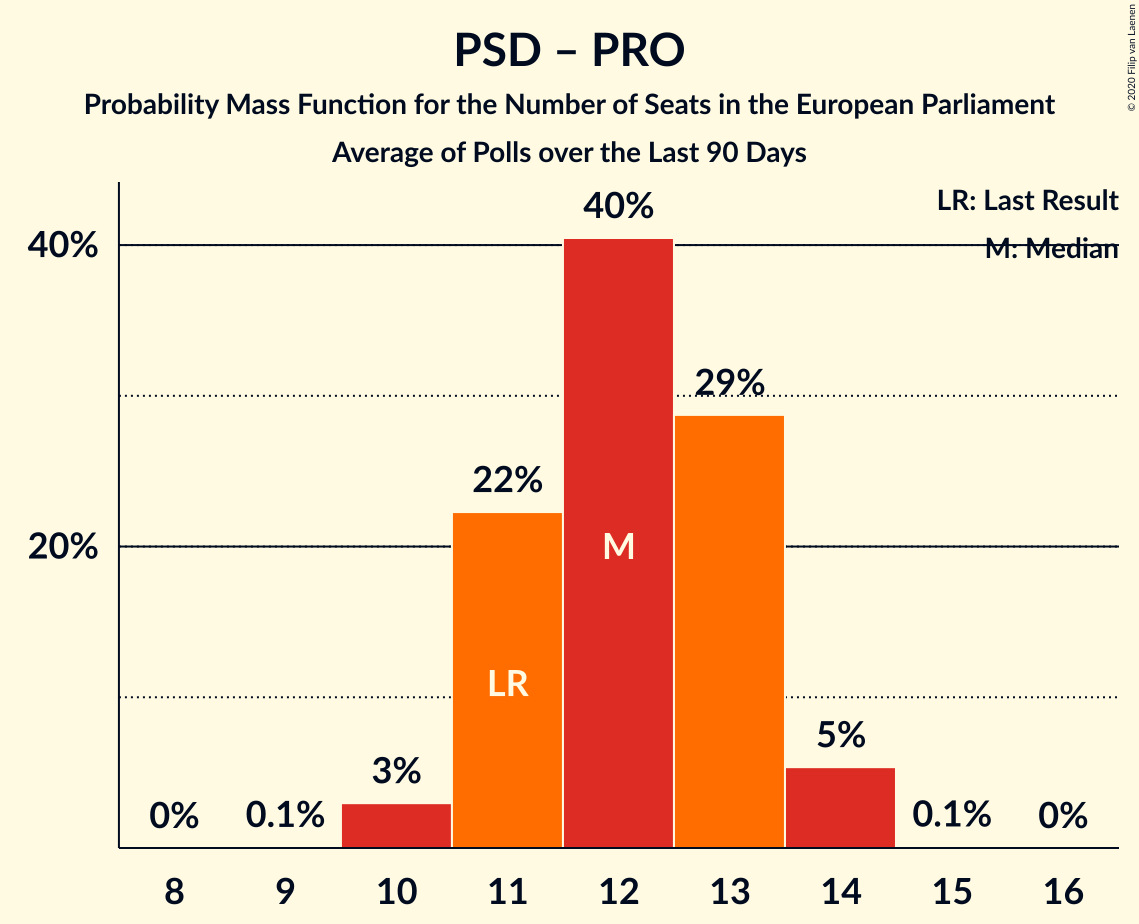 PSD – PRO
Probability Mass Function for the Number of Seats in the European Parliament
Average of Polls over the Last 90 Days
© 2020 Filip van Laenen
LR: Last Result
M: Median
40%
20%
0%
0.1%
3%
22%
40%
29%
5%
0.1%
0%
LR
M
8 9 10 11 12 13 14 15 16